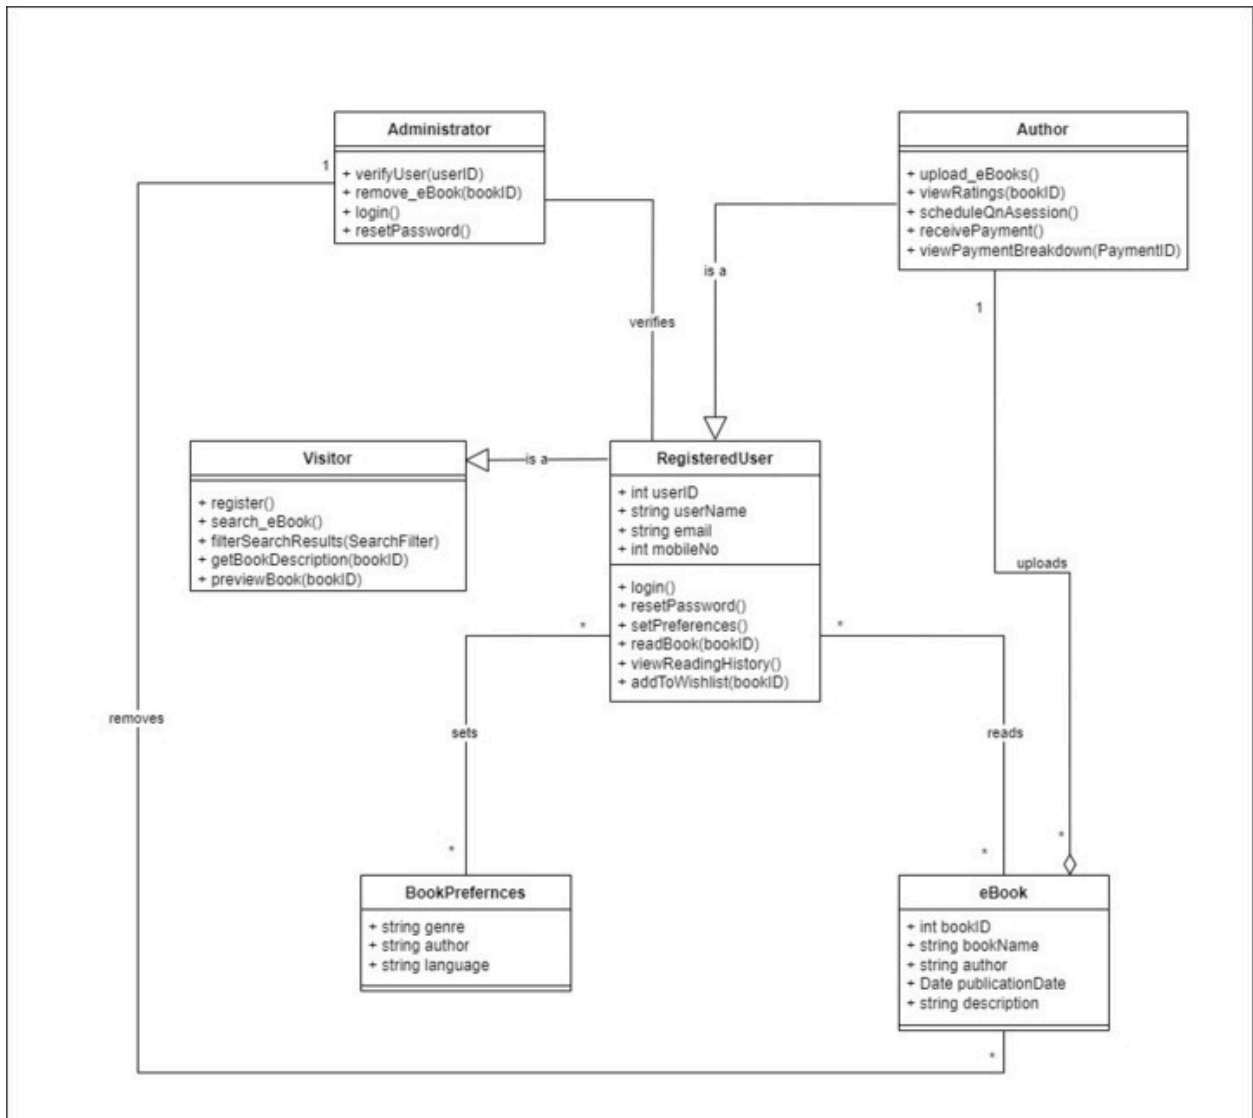 Administrator
+ verifyUser(userID)
+ remove_eBook(bookID)
+ login()
+ resetPassword()
1
Author
+ upload_eBooks()
+ viewRatings(bookID)
+ scheduleQnAsession()
+ receivePayment()
+ viewPaymentBreakdown(PaymentID)
is a
1
verifies
Visitor
+ register()
+ search_eBook()
+ filterSearchResults(SearchFilter)
+ getBookDescription(bookID)
+ previewBook(bookID)
is a
RegisteredUser
+ int userID
+ string userName
+ string email
+ int mobileNo
+ login()
+ resetPassword()
+ setPreferences()
+ readBook(bookID)
+ viewReadingHistory()
+ addToWishlist(bookID)
uploads
*
*
removes
sets
reads
*
*
*
BookPrefernces
+ string genre
+ string author
+ string language
eBook
+ int bookID
+ string bookName
+ string author
+ Date publicationDate
+ string description
*